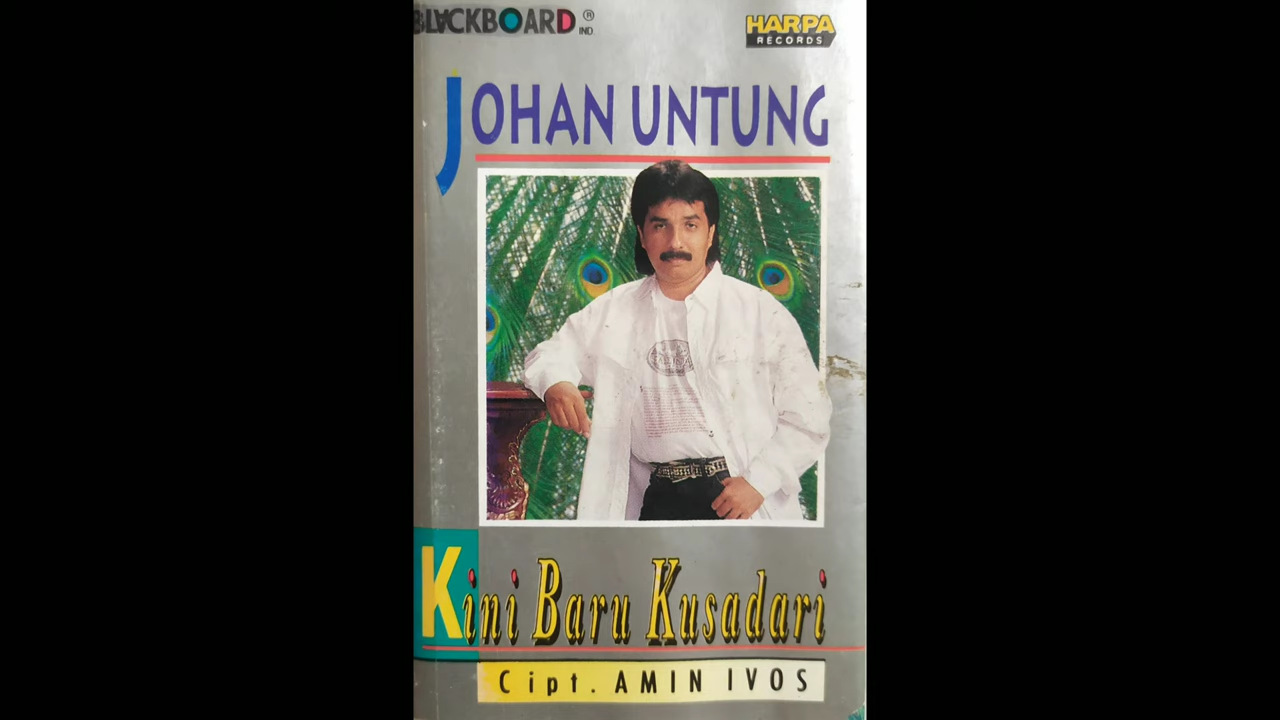 BLACKBOARD ® IND
HARPA
RECORDS
JOHAN UNTUNG
Kini Baru Kusadari
Cipt. AMIN IVOS